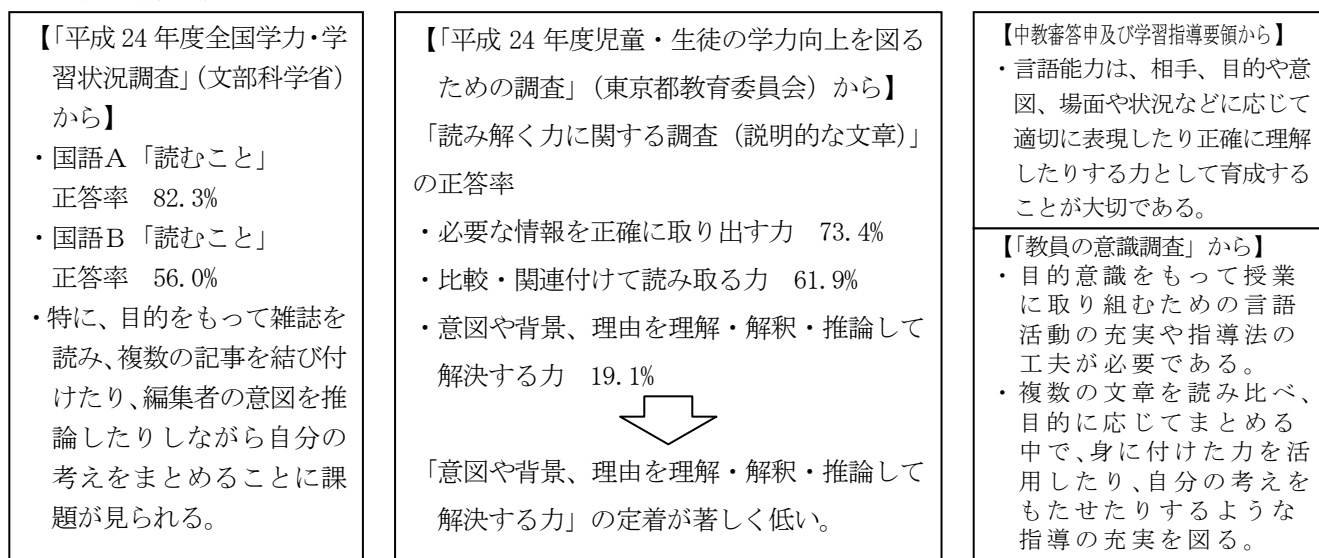 【「平成 24 年度全国学力・学
習状況調査」(文部科学省)
から】
・国語A「読むこと」
正答率 82.3%
・国語B「読むこと」
正答率 56.0%
・特に、目的をもって雑誌を
読み、複数の記事を結び付
けたり、編集者の意図を推
論したりしながら自分の
考えをまとめることに課
題が見られる。
【「平成 24 年度児童・生徒の学力向上を図る
ための調査」(東京都教育委員会)から】
「読み解く力に関する調査(説明的な文章)」
の正答率
・必要な情報を正確に取り出す力 73.4%
・比較・関連付けて読み取る力 61.9%
・意図や背景、理由を理解・解釈・推論して
解決する力 19.1%
「意図や背景、理由を理解・解釈・推論して
解決する力」の定着が著しく低い。
【中教審答申及び学習指導要領から】
・言語能力は、相手、目的や意
図、場面や状況などに応じて
適切に表現したり正確に理解
したりする力として育成する
ことが大切である。
【「教員の意識調査」から】
・目的意識をもって授業
に取り組むための言語
活動の充実や指導法の
工夫が必要である。
・複数の文章を読み比べ、
目的に応じてまとめる
中で、身に付けた力を活
用したり、自分の考えを
もたせたりするような
指導の充実を図る。